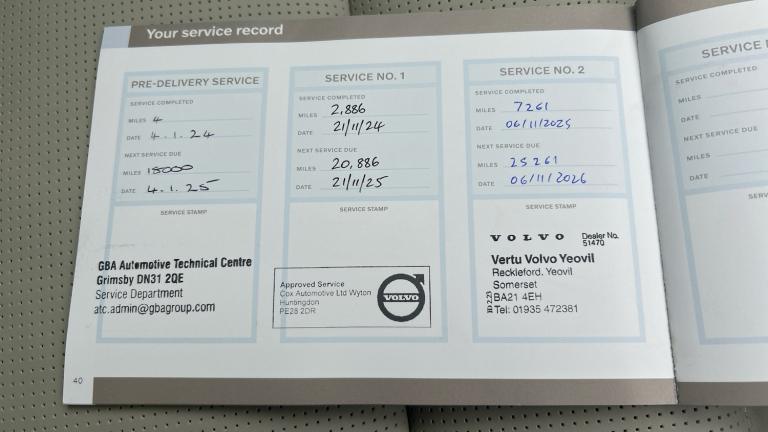 Your service record
PRE-DELIVERY SERVICE
SERVICE COMPLETED
MILES 4
DATE 4.1.24
NEXT SERVICE DUE
MILES 18000
DATE 4.1.25
SERVICE STAMP
GBA Automotive Technical Centre
Grimsby DN31 2QE
Service Department
atc.admin@gbagroup.com
SERVICE NO. 1
SERVICE COMPLETED
MILES 2,886
DATE 21/11/24
NEXT SERVICE DUE
MILES 20,886
DATE 21/11/25
SERVICE STAMP
Approved Service
Cox Automotive Ltd Wyton
Huntingdon
PE28 2DR
VOLVO
SERVICE NO. 2
SERVICE COMPLETED
MILES 7261
DATE 06/11/2025
NEXT SERVICE DUE
MILES 25261
DATE 06/11/2026
SERVICE STAMP
VOLVO Dealer No.
51470
Vertu Volvo Yeovil
Reckleford. Yeovil
Somerset
BA21 4EH
Tel: 01935 472381
40
SERVICE
SERVICE COMPLETED
MILES
DATE
NEXT SERVICE DUE
MILES
DATE